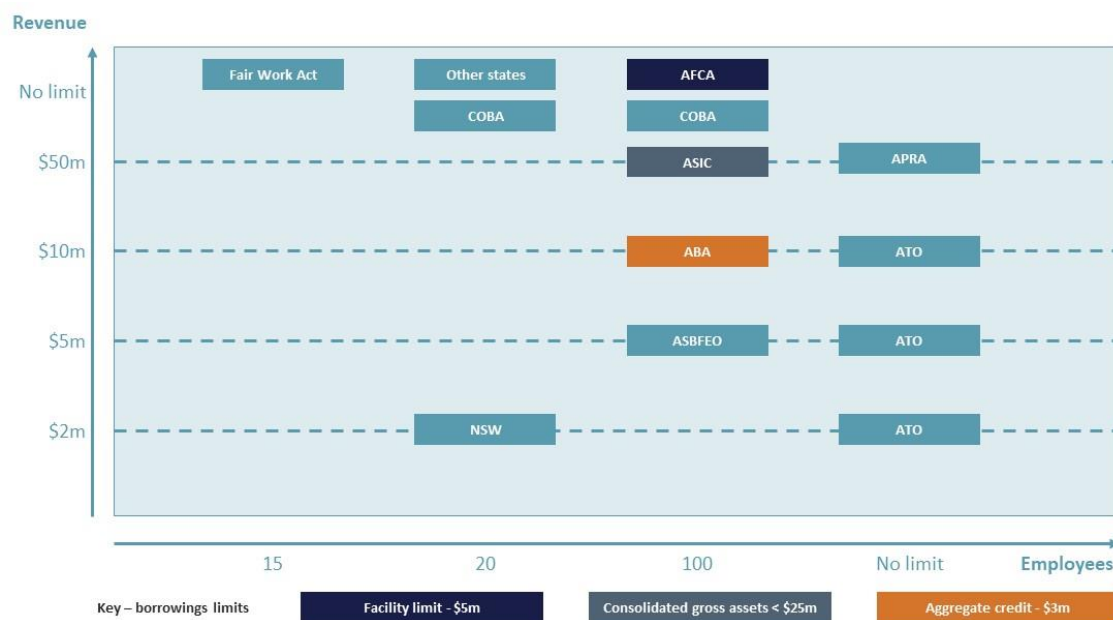 Revenue
No limit
Fair Work Act
Other states
AFCA
COBA
COBA
$50m
ASIC
APRA
$10m
ABA
ATO
$5m
ASBFEO
ATO
$2m
NSW
ATO
15
20
100
No limit
Employees
Key – borrowings limits
Facility limit - $5m
Consolidated gross assets < $25m
Aggregate credit - $3m